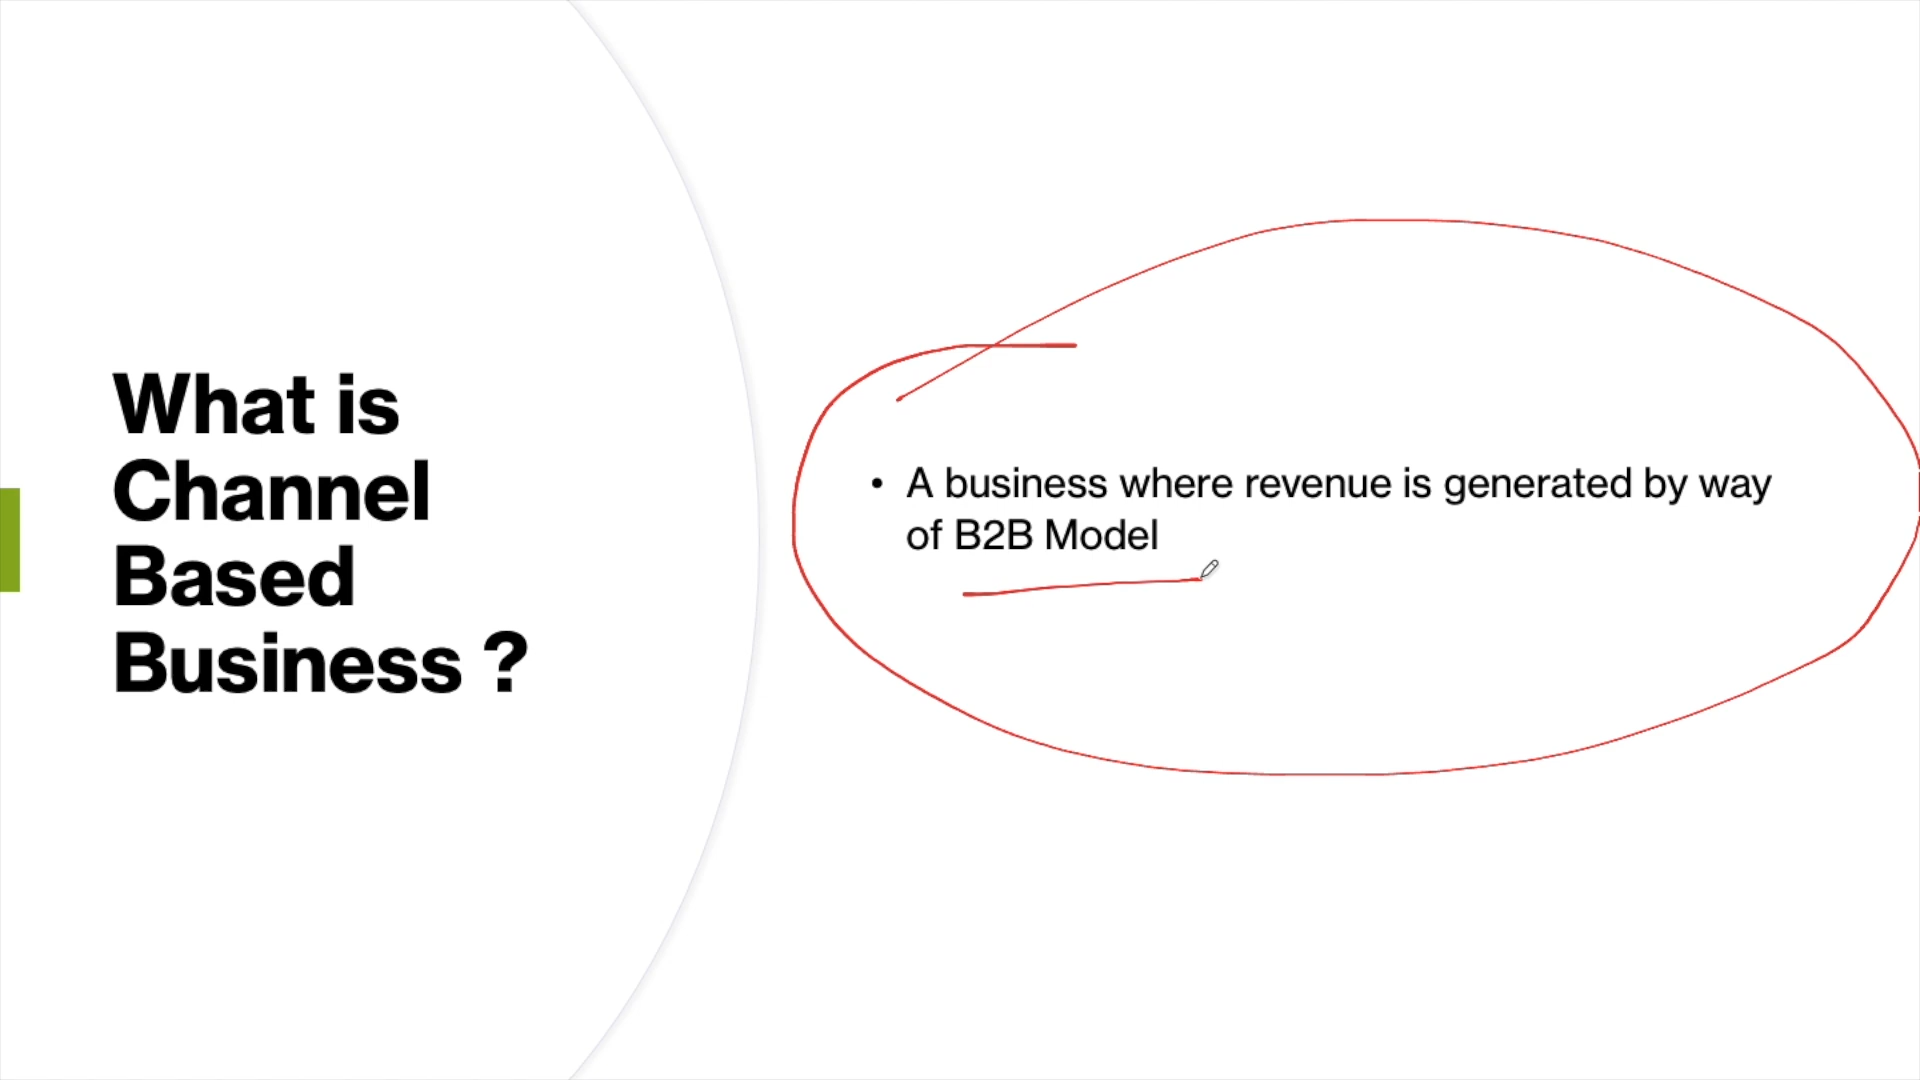 What is
Channel
Based
Business ?
• A business where revenue is generated by way
of B2B Model